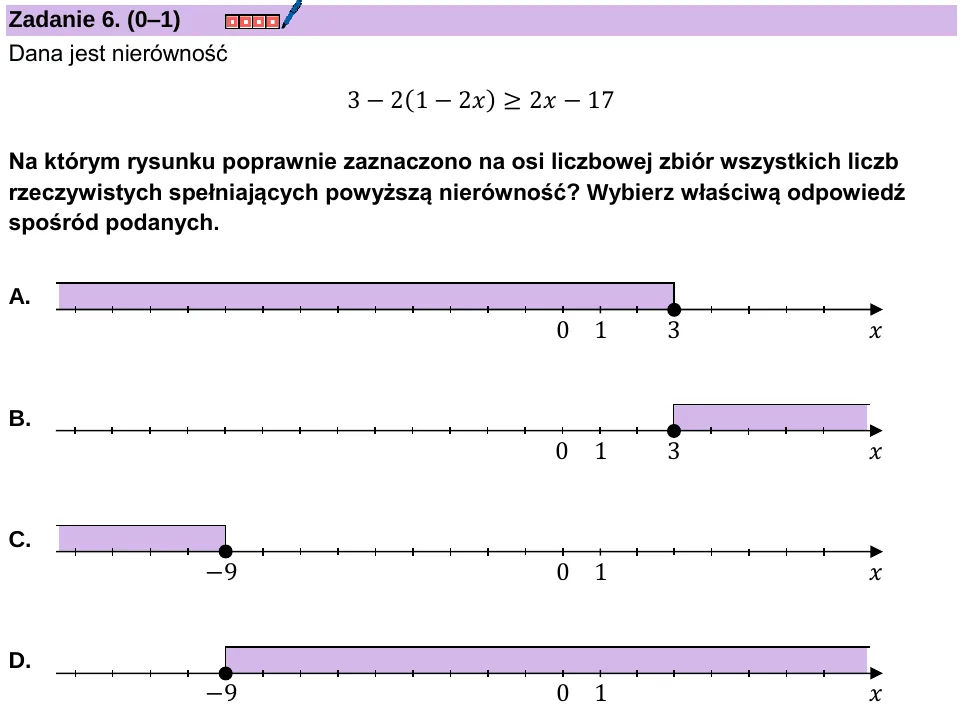 Zadanie 6. (0–1)
Dana jest nierówność
3 − 2(1 − 2x) ≥ 2x − 17
Na którym rysunku poprawnie zaznaczono na osi liczbowej zbiór wszystkich liczb
rzeczywistych spełniających powyższą nierówność? Wybierz właściwą odpowiedź
spośród podanych.
A.
0 1 3 x
B.
0 1 3 x
C.
−9 0 1 x
D.
−9 0 1 x